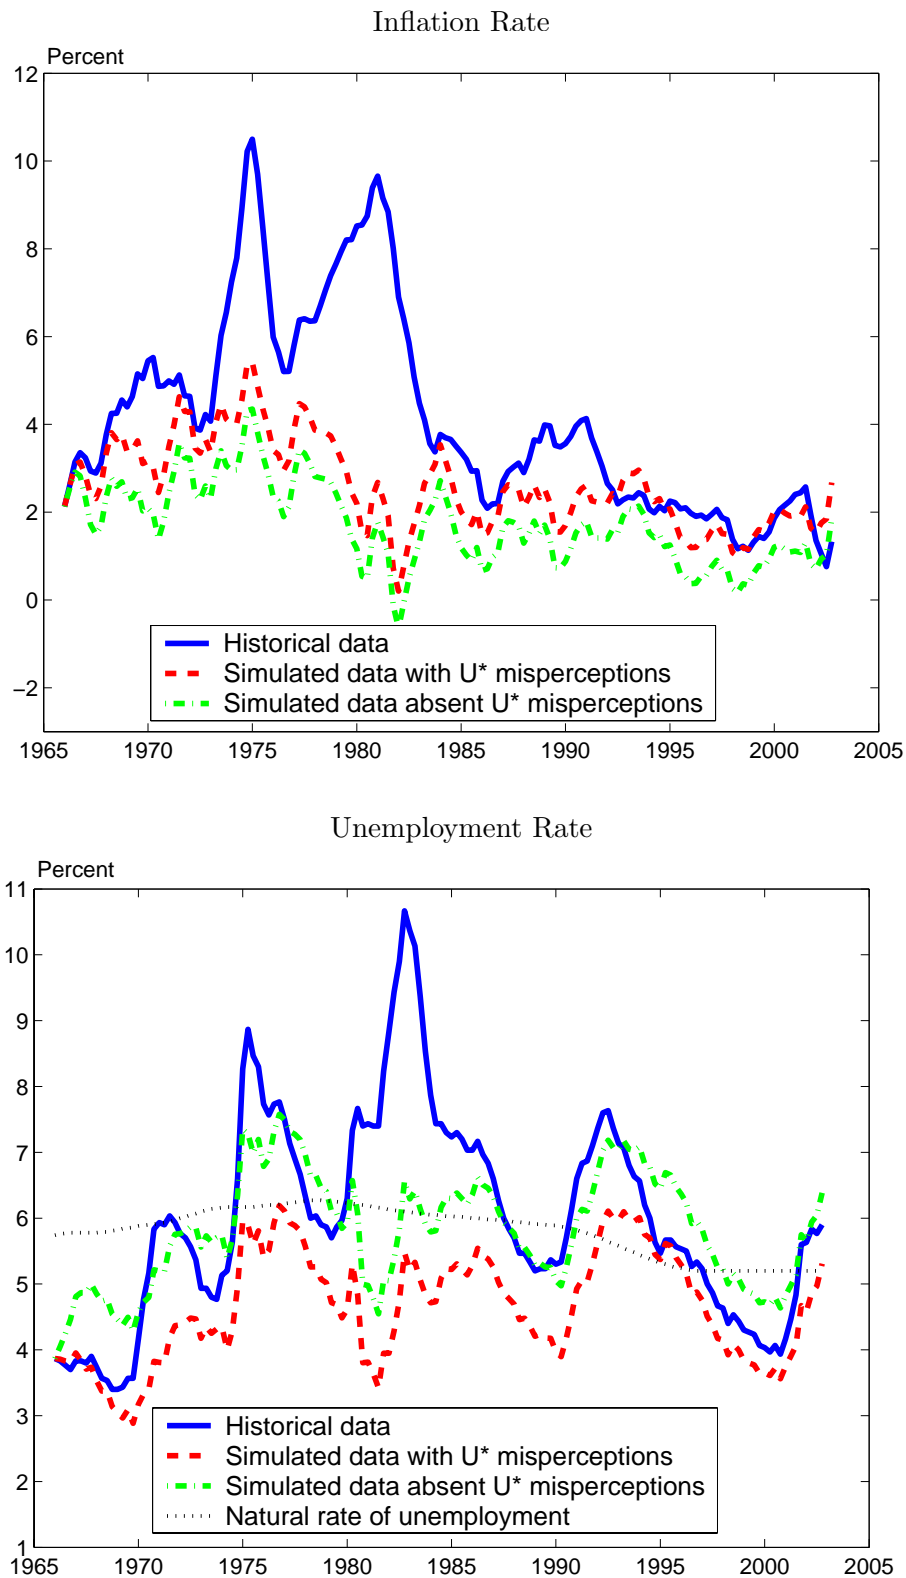 Inflation Rate
Percent
12
10
8
6
4
2
0
−2
Historical data
Simulated data with U* misperceptions
Simulated data absent U* misperceptions
1965 1970 1975 1980 1985 1990 1995 2000 2005
Unemployment Rate
Percent
11
10
9
8
7
6
5
4
3
2
1
Historical data
Simulated data with U* misperceptions
Simulated data absent U* misperceptions
Natural rate of unemployment
1965 1970 1975 1980 1985 1990 1995 2000 2005